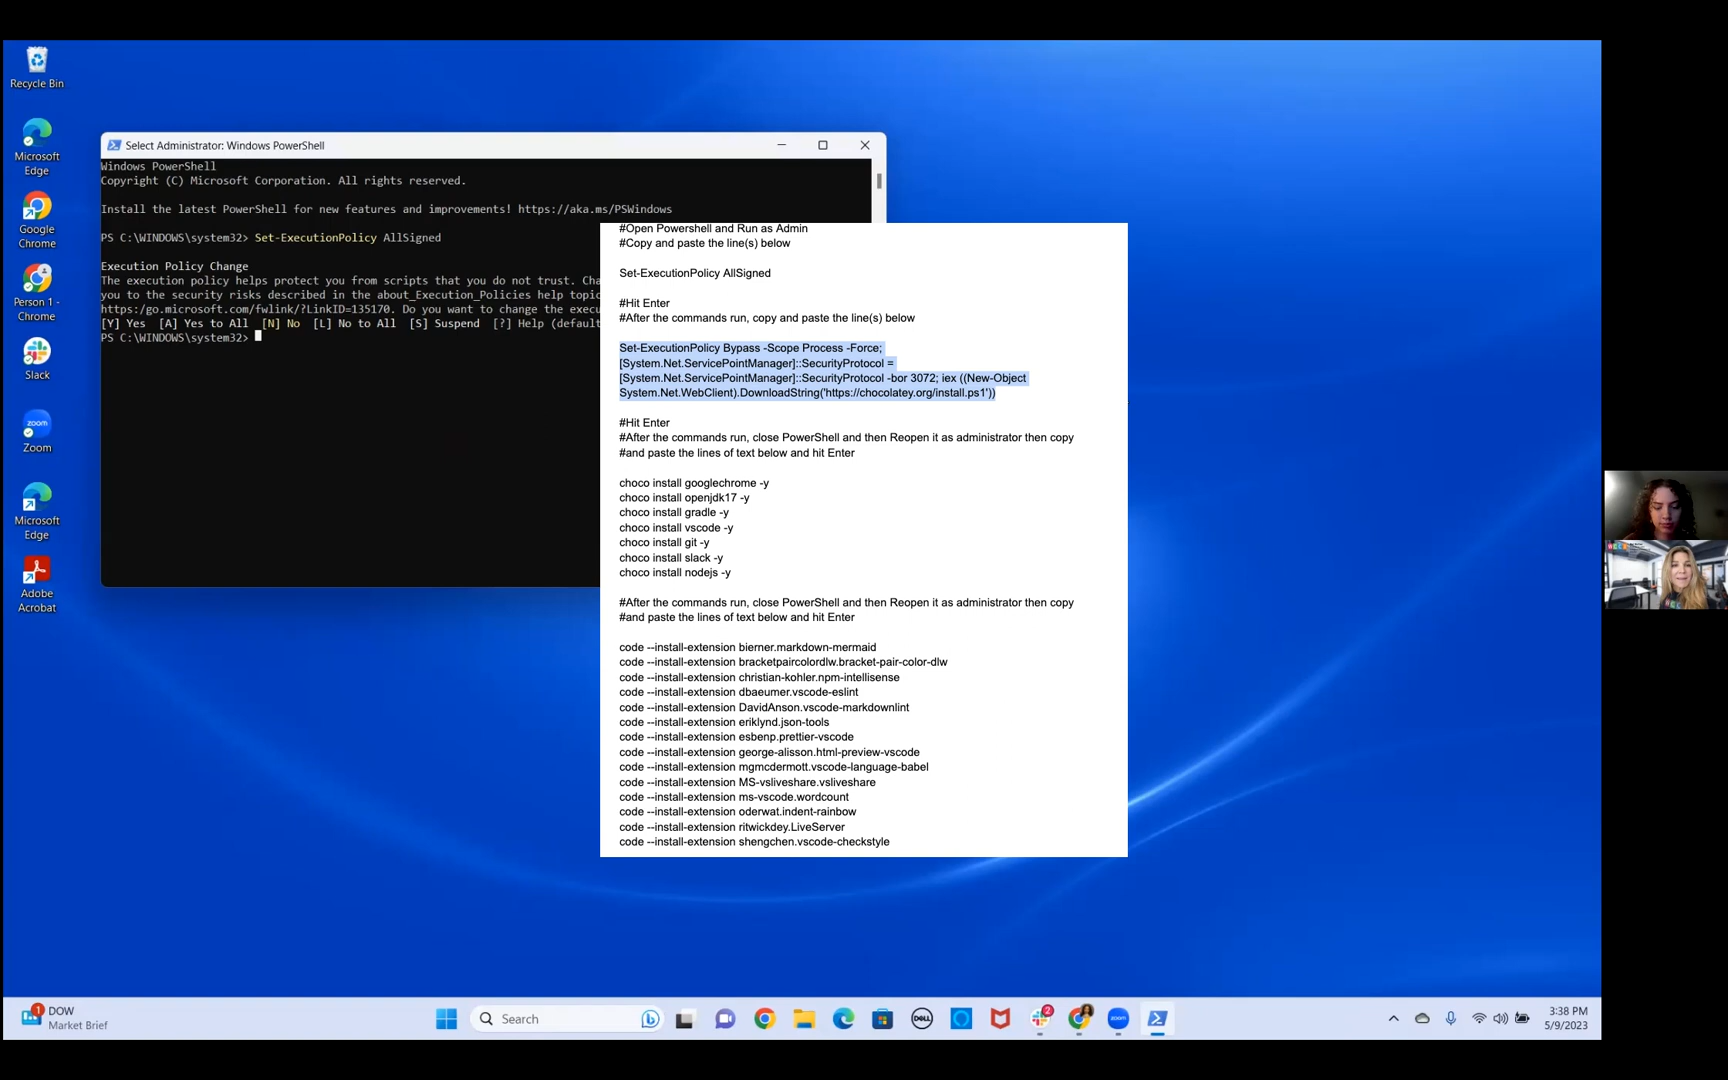 Recycle Bin
Microsoft
Edge
Google
Chrome
Person 1 -
Chrome
Slack
zoom
Zoom
Microsoft
Edge
Adobe
Acrobat
Select Administrator: Windows PowerShell
Windows PowerShell
Copyright (C) Microsoft Corporation. All rights reserved.
Install the latest PowerShell for new features and improvements! https://aka.ms/PSWindows
PS C:\WINDOWS\system32> Set-ExecutionPolicy AllSigned
Execution Policy Change
The execution policy helps protect you from scripts that you do not trust. Cha
you to the security risks described in the about_Execution_Policies help topic
https:/go.microsoft.com/fwlink/?LinkID=135170. Do you want to change the execu
[Y] Yes [A] Yes to All [N] No [L] No to All [S] Suspend [?] Help (default
PS C:\WINDOWS\system32>
#Open Powershell and Run as Admin
#Copy and paste the line(s) below
Set-ExecutionPolicy AllSigned
#Hit Enter
#After the commands run, copy and paste the line(s) below
Set-ExecutionPolicy Bypass -Scope Process -Force;
[System.Net.ServicePointManager]::SecurityProtocol =
[System.Net.ServicePointManager]::SecurityProtocol -bor 3072; iex ((New-Object
System.Net.WebClient).DownloadString('https://chocolatey.org/install.ps1'))
#Hit Enter
#After the commands run, close PowerShell and then Reopen it as administrator then copy
#and paste the lines of text below and hit Enter
choco install googlechrome -y
choco install openjdk17 -y
choco install gradle -y
choco install vscode -y
choco install git -y
choco install slack -y
choco install nodejs -y
#After the commands run, close PowerShell and then Reopen it as administrator then copy
#and paste the lines of text below and hit Enter
code --install-extension bierner.markdown-mermaid
code --install-extension bracketpaircolordlw.bracket-pair-color-dlw
code --install-extension christian-kohler.npm-intellisense
code --install-extension dbaeumer.vscode-eslint
code --install-extension DavidAnson.vscode-markdownlint
code --install-extension eriklynd.json-tools
code --install-extension esbenp.prettier-vscode
code --install-extension george-alisson.html-preview-vscode
code --install-extension mgmcdermott.vscode-language-babel
code --install-extension MS-vsliveshare.vsliveshare
code --install-extension ms-vscode.wordcount
code --install-extension oderwat.indent-rainbow
code --install-extension ritwickdey.LiveServer
code --install-extension shengchen.vscode-checkstyle
1
DOW
Market Brief
Search
DELL
2
zoom
3:38 PM
5/9/2023